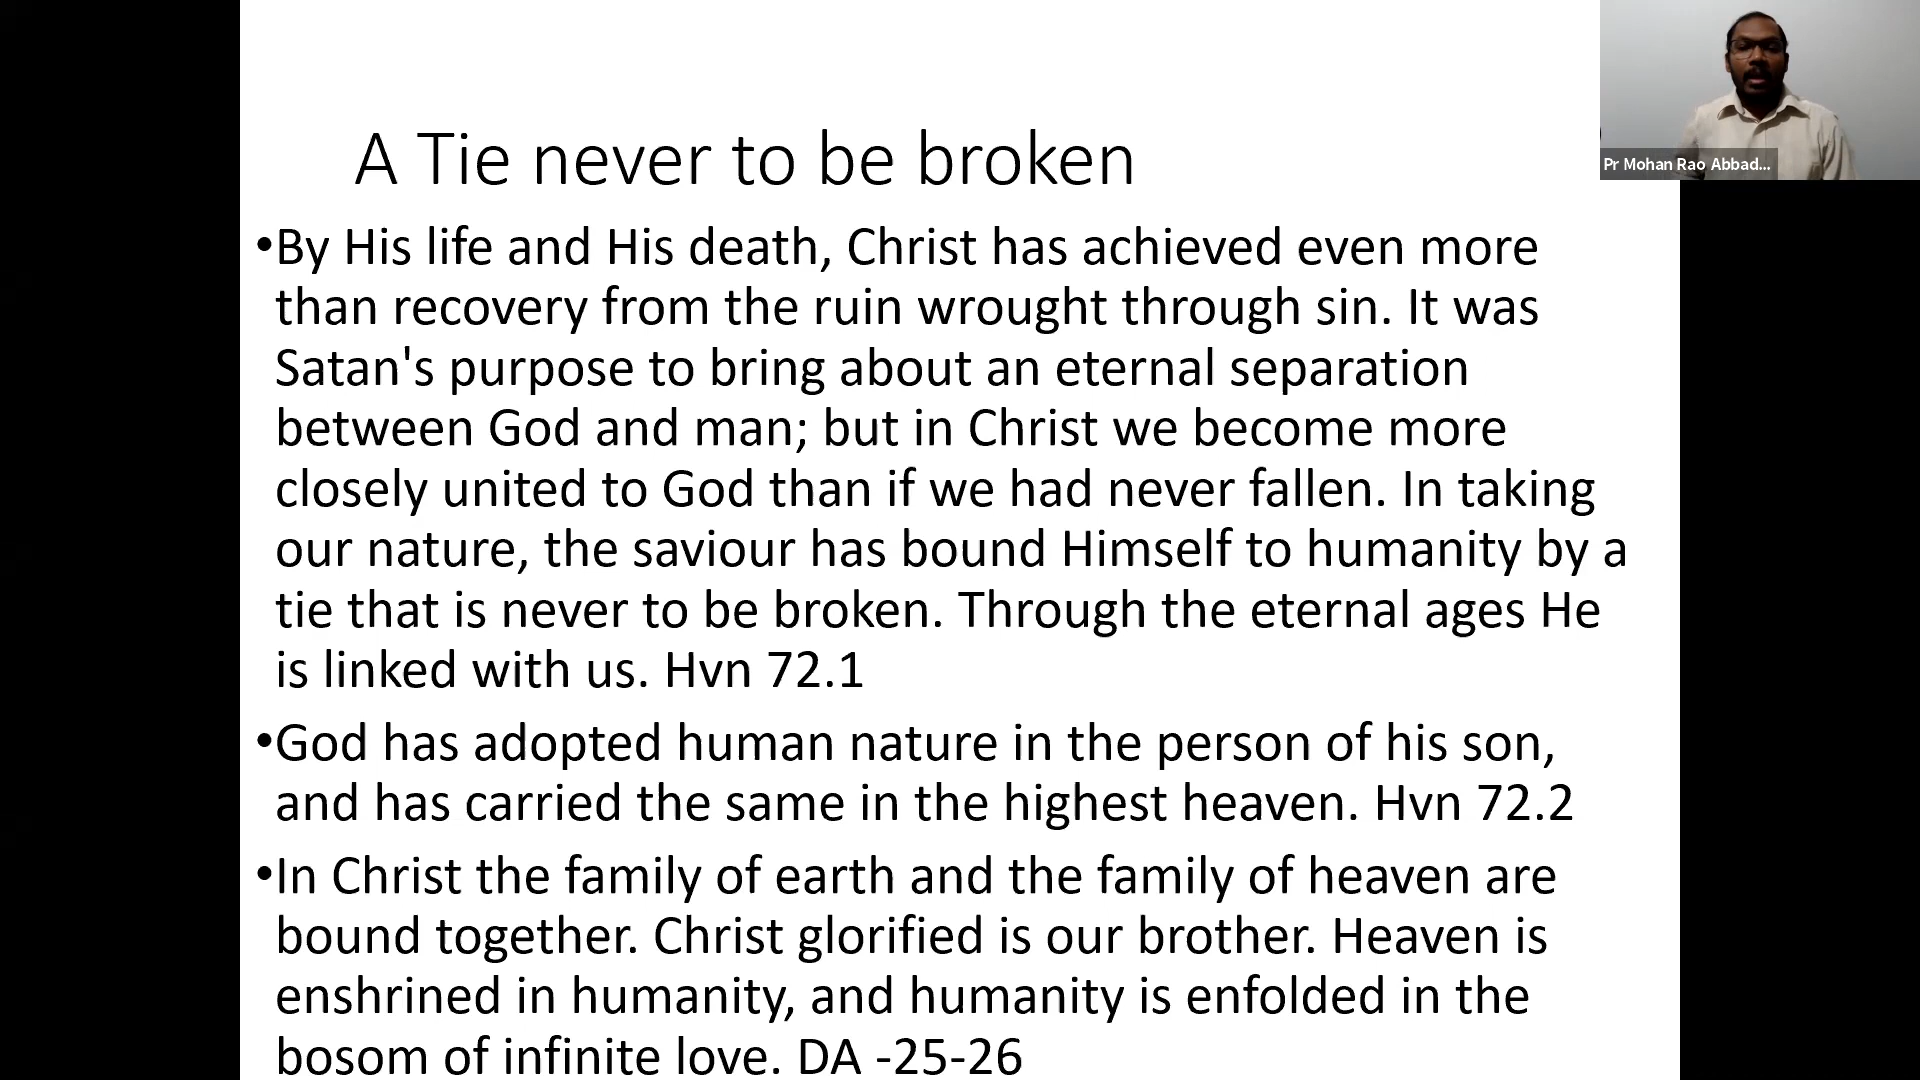 A Tie never to be broken
•By His life and His death, Christ has achieved even more
than recovery from the ruin wrought through sin. It was
Satan's purpose to bring about an eternal separation
between God and man; but in Christ we become more
closely united to God than if we had never fallen. In taking
our nature, the saviour has bound Himself to humanity by a
tie that is never to be broken. Through the eternal ages He
is linked with us. Hvn 72.1
•God has adopted human nature in the person of his son,
and has carried the same in the highest heaven. Hvn 72.2
•In Christ the family of earth and the family of heaven are
bound together. Christ glorified is our brother. Heaven is
enshrined in humanity, and humanity is enfolded in the
bosom of infinite love. DA -25-26
Pr Mohan Rao Abbad...